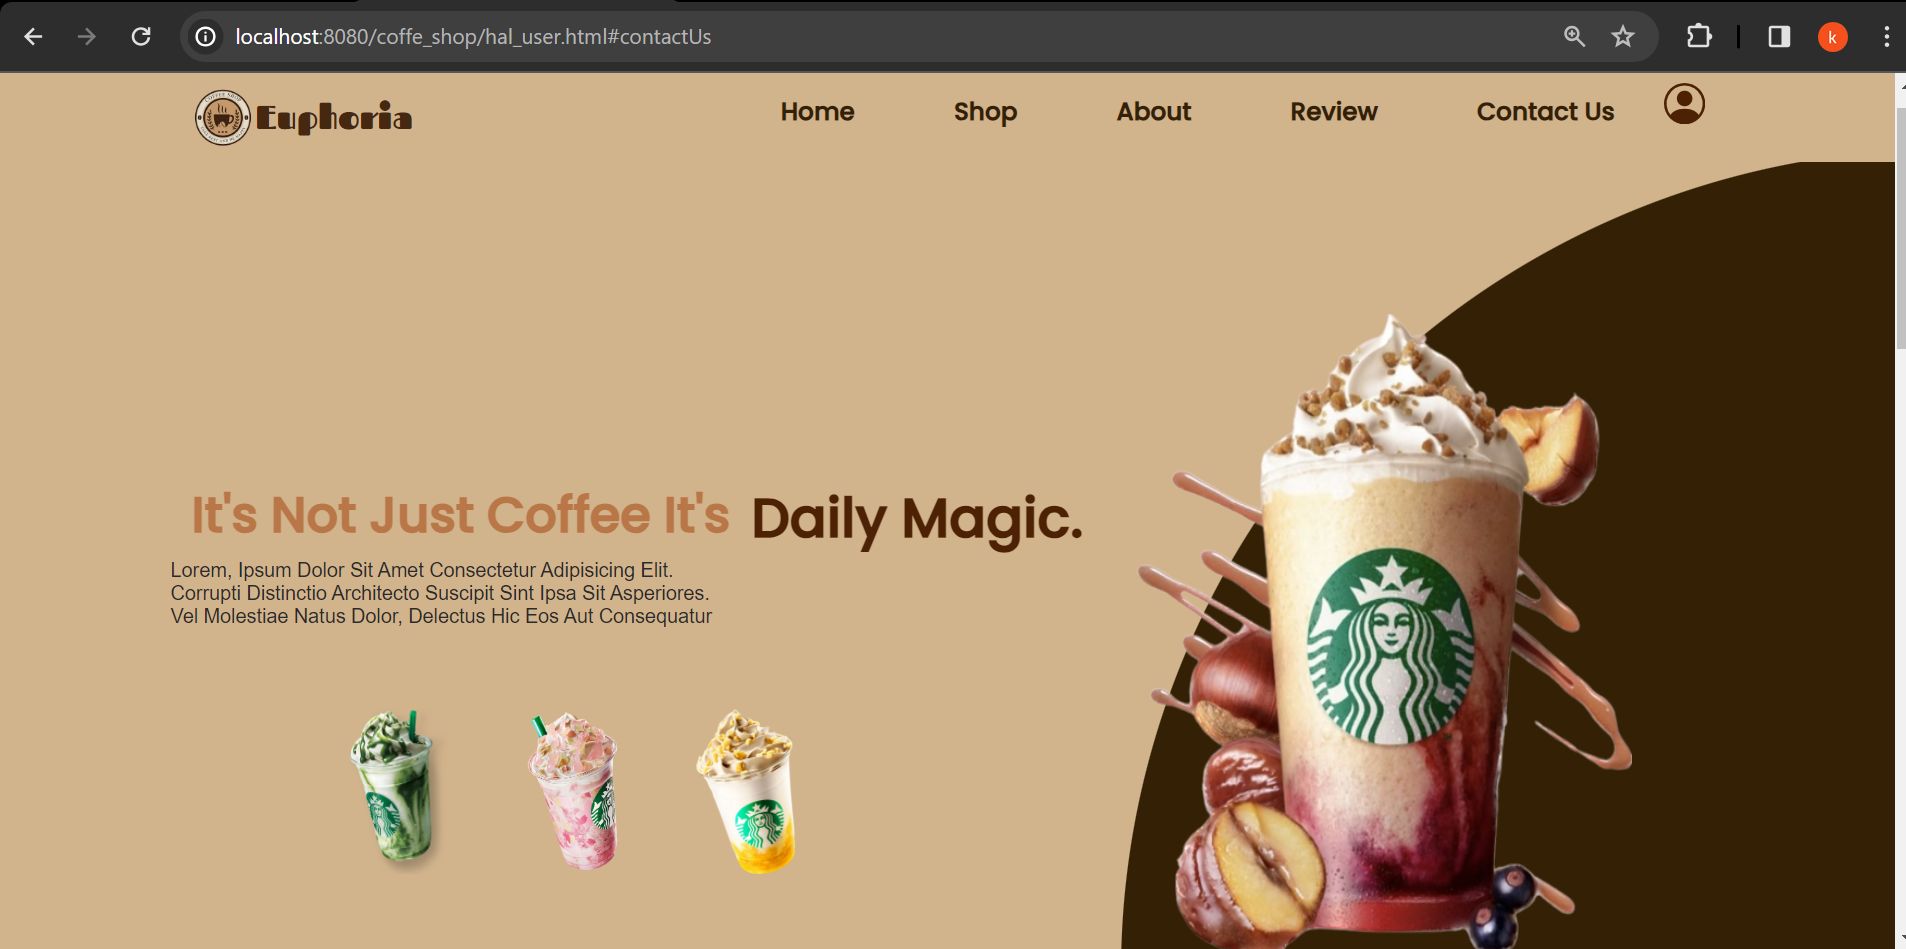 localhost:8080/coffe_shop/hal_user.html#contactUs
k
Euphoria
Home
Shop
About
Review
Contact Us
It's Not Just Coffee It's
Daily Magic.
Lorem, Ipsum Dolor Sit Amet Consectetur Adipisicing Elit.
Corrupti Distinctio Architecto Suscipit Sint Ipsa Sit Asperiores.
Vel Molestiae Natus Dolor, Delectus Hic Eos Aut Consequatur